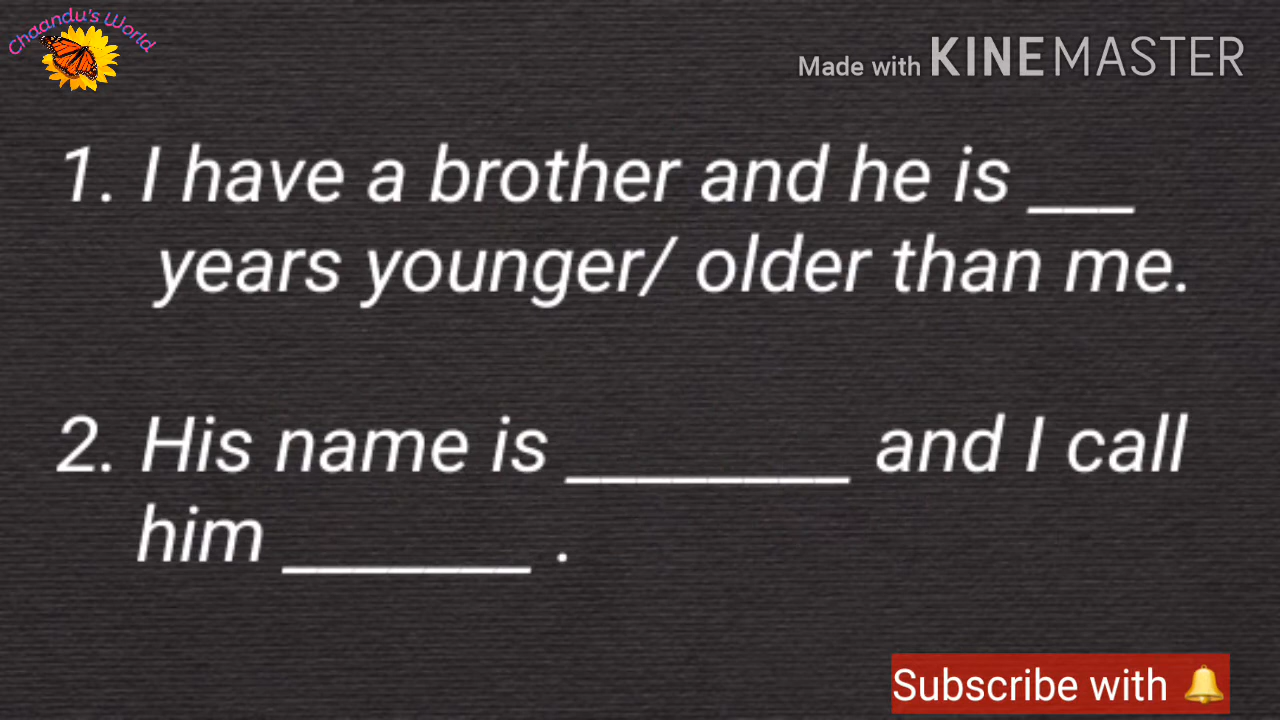 Chaandu's World
Made with KINEMASTER
1. I have a brother and he is ___
years younger/ older than me.
2. His name is ________ and I call
him _______ .
Subscribe with 🔔